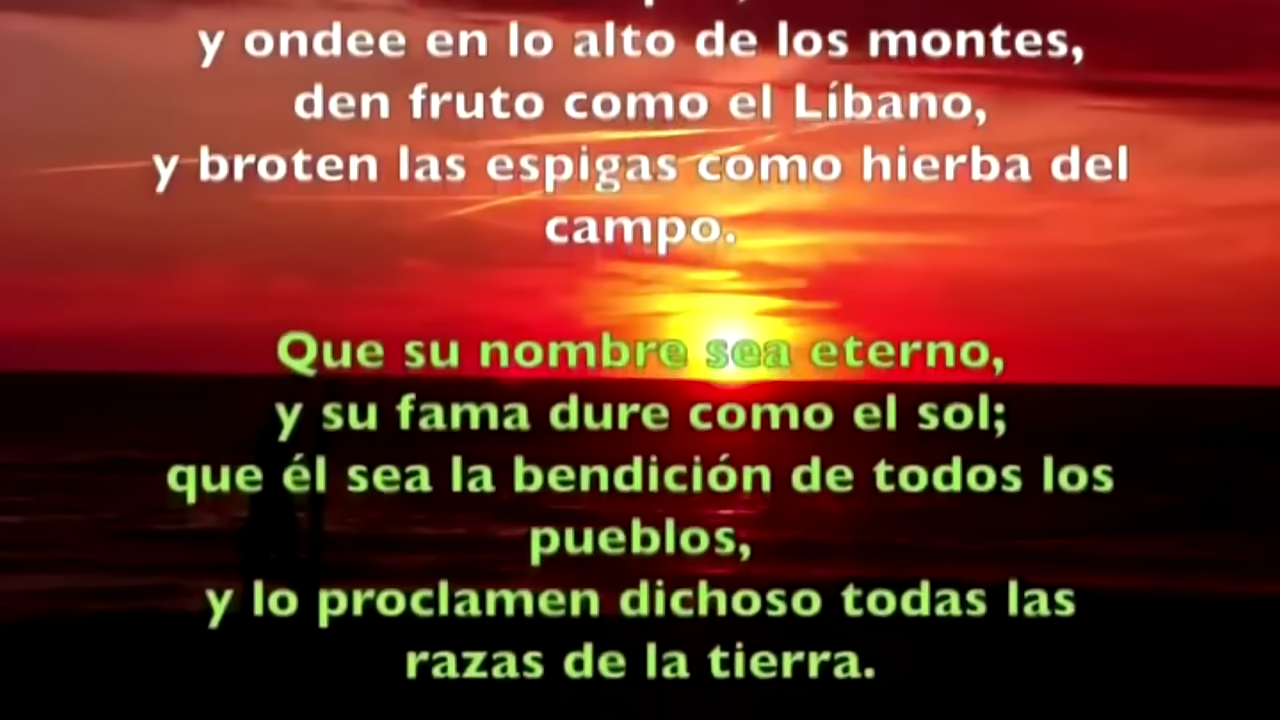 y ondee en lo alto de los montes,
den fruto como el Líbano,
y broten las espigas como hierba del
campo.
Que su nombre sea eterno,
y su fama dure como el sol;
que él sea la bendición de todos los
pueblos,
y lo proclamen dichoso todas las
razas de la tierra.